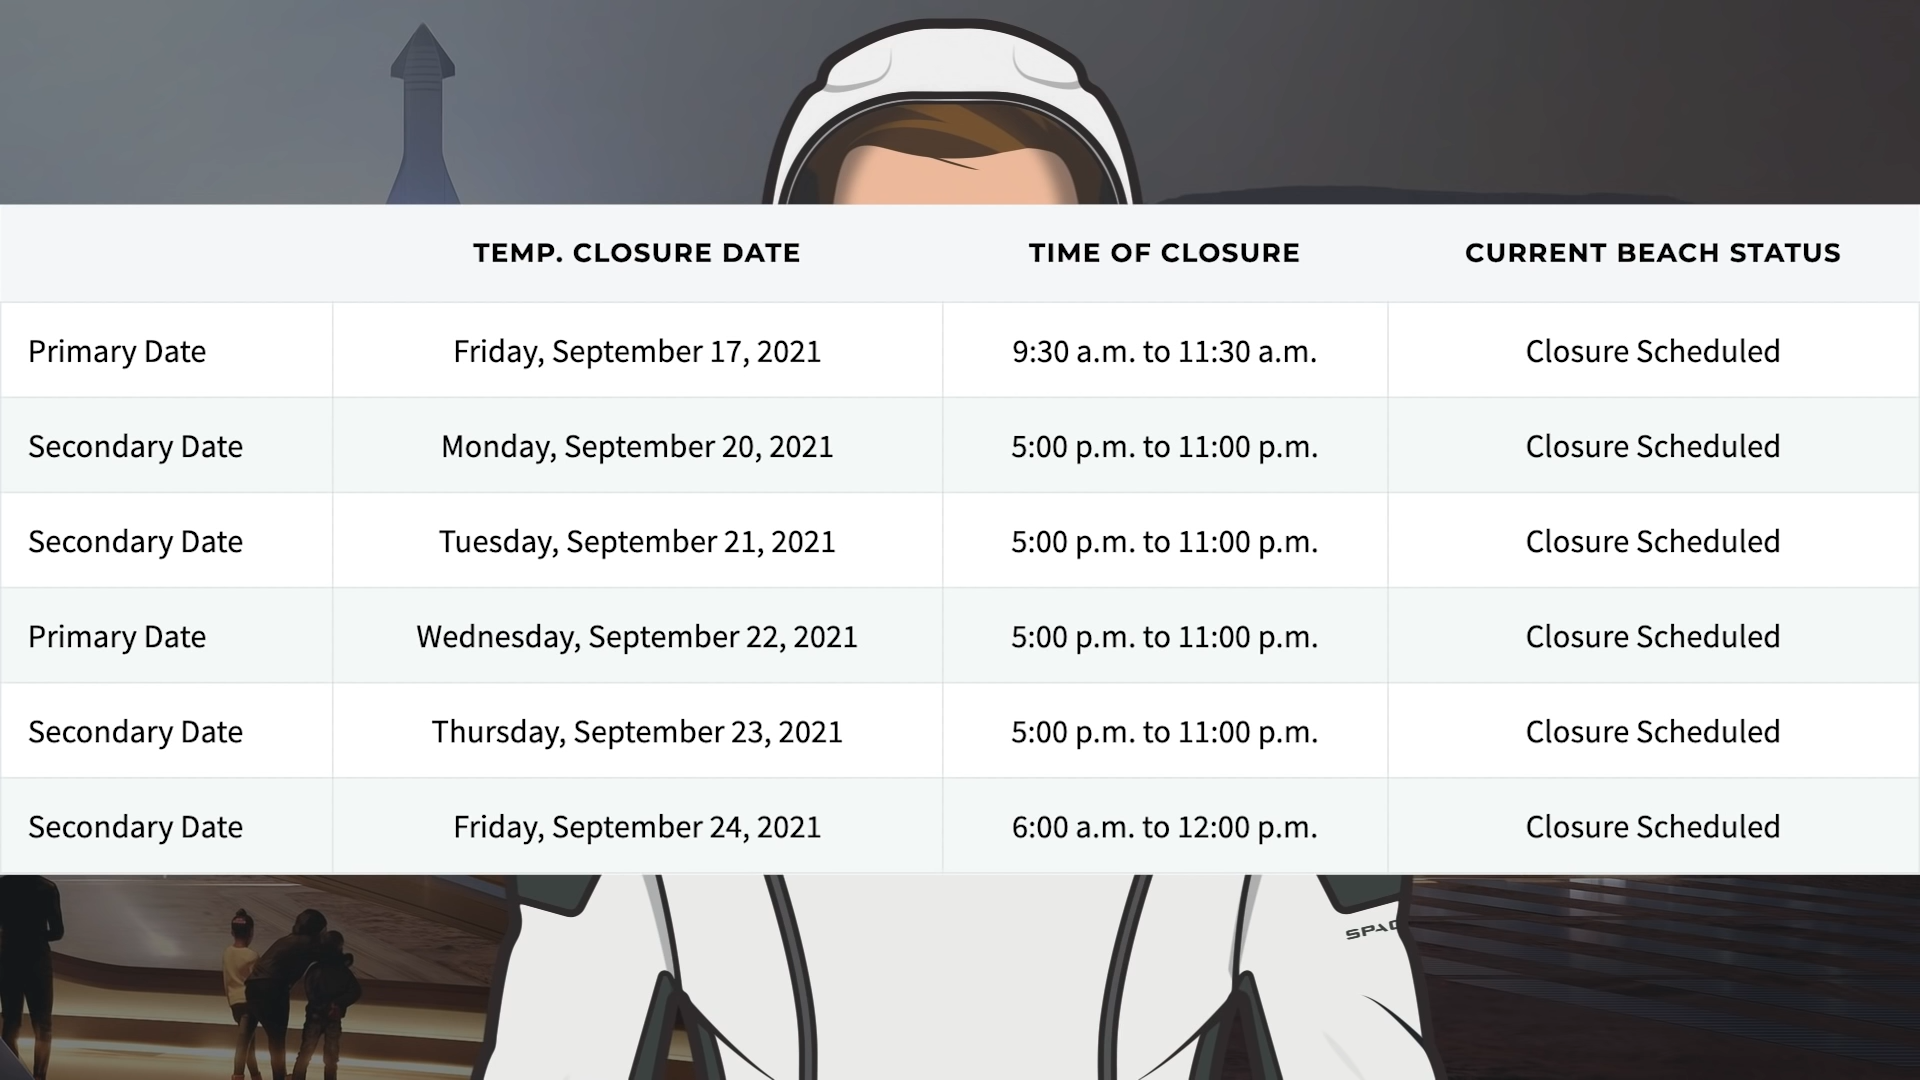 TEMP. CLOSURE DATE TIME OF CLOSURE CURRENT BEACH STATUS
Primary Date Friday, September 17, 2021 9:30 a.m. to 11:30 a.m. Closure Scheduled
Secondary Date Monday, September 20, 2021 5:00 p.m. to 11:00 p.m. Closure Scheduled
Secondary Date Tuesday, September 21, 2021 5:00 p.m. to 11:00 p.m. Closure Scheduled
Primary Date Wednesday, September 22, 2021 5:00 p.m. to 11:00 p.m. Closure Scheduled
Secondary Date Thursday, September 23, 2021 5:00 p.m. to 11:00 p.m. Closure Scheduled
Secondary Date Friday, September 24, 2021 6:00 a.m. to 12:00 p.m. Closure Scheduled